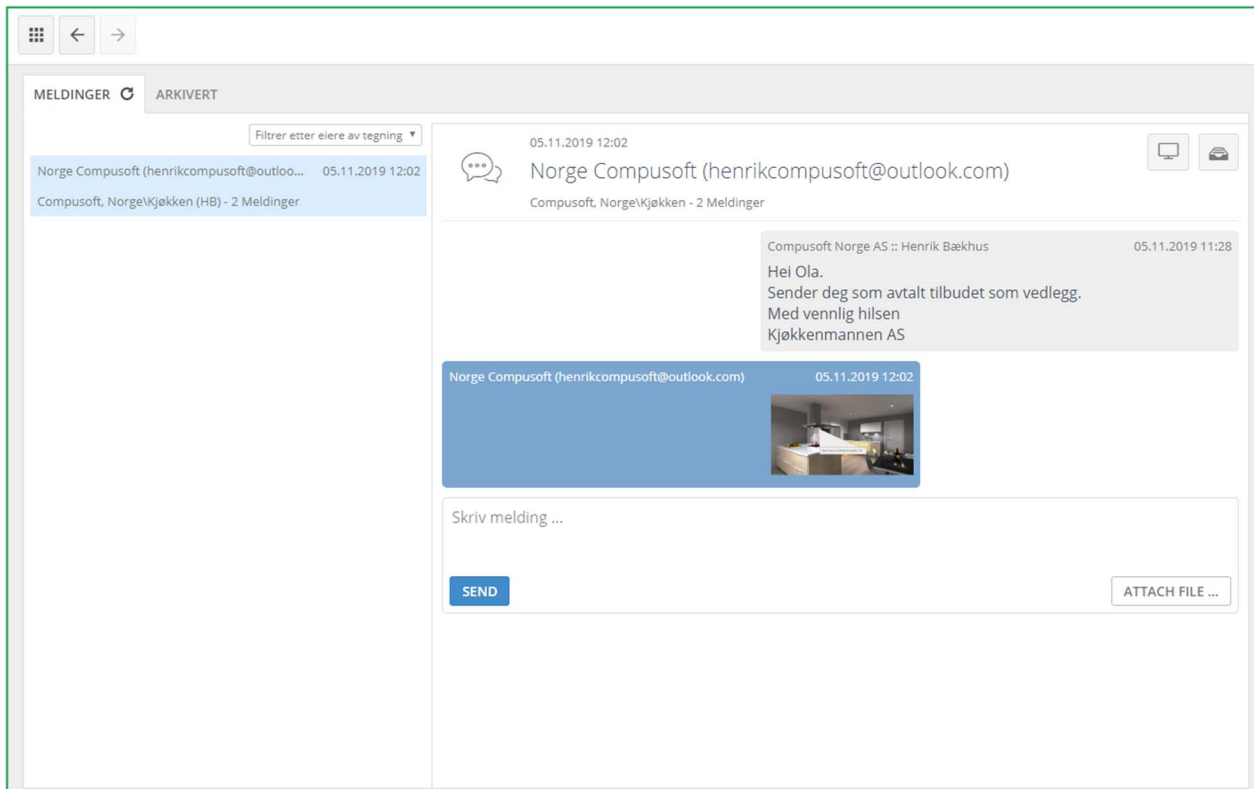 MELDINGER
ARKIVERT
Filtrer etter eiere av tegning
Norge Compusoft (henrikcompusoft@outloo... 05.11.2019 12:02
Compusoft, Norge\Kjøkken (HB) - 2 Meldinger
05.11.2019 12:02
Norge Compusoft (henrikcompusoft@outlook.com)
Compusoft, Norge\Kjøkken - 2 Meldinger
Compusoft Norge AS :: Henrik Bækhus 05.11.2019 11:28
Hei Ola.
Sender deg som avtalt tilbudet som vedlegg.
Med vennlig hilsen
Kjøkkenmannen AS
Norge Compusoft (henrikcompusoft@outlook.com) 05.11.2019 12:02
Skriv melding ...
SEND
ATTACH FILE ...